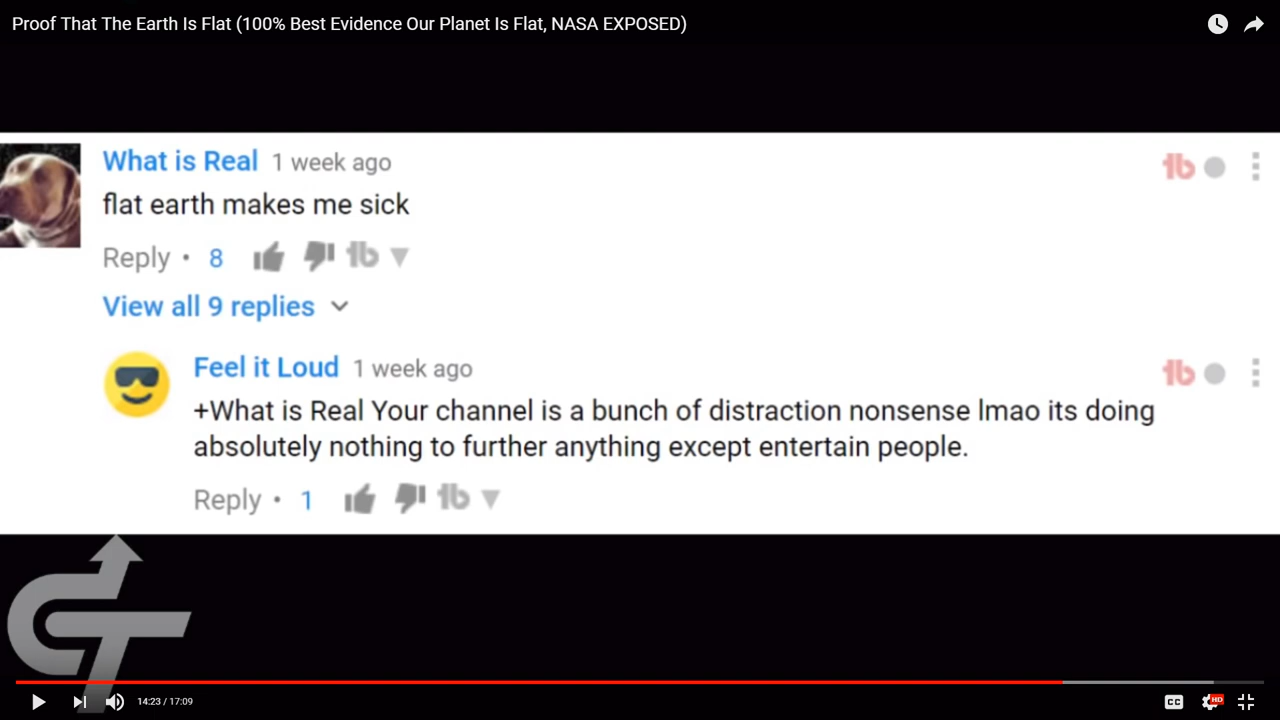 Proof That The Earth Is Flat (100% Best Evidence Our Planet Is Flat, NASA EXPOSED)
What is Real 1 week ago
flat earth makes me sick
Reply • 8
View all 9 replies
Feel it Loud 1 week ago
+What is Real Your channel is a bunch of distraction nonsense lmao its doing
absolutely nothing to further anything except entertain people.
Reply • 1
14:23 / 17:09
CC
HD